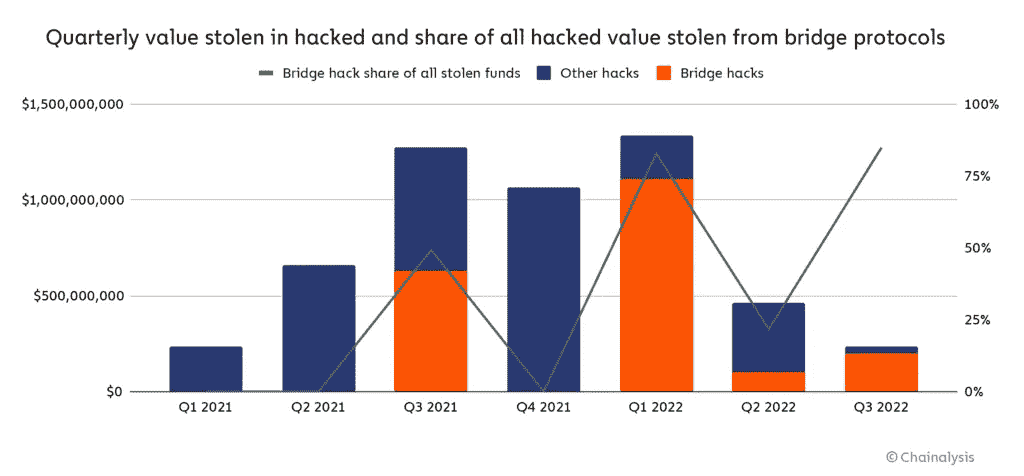 Quarterly value stolen in hacked and share of all hacked value stolen from bridge protocols
Bridge hack share of all stolen funds Other hacks Bridge hacks
$1,500,000,000 100%
75%
$1,000,000,000
50%
$500,000,000
25%
$0 0%
Q1 2021 Q2 2021 Q3 2021 Q4 2021 Q1 2022 Q2 2022 Q3 2022
© Chainalysis